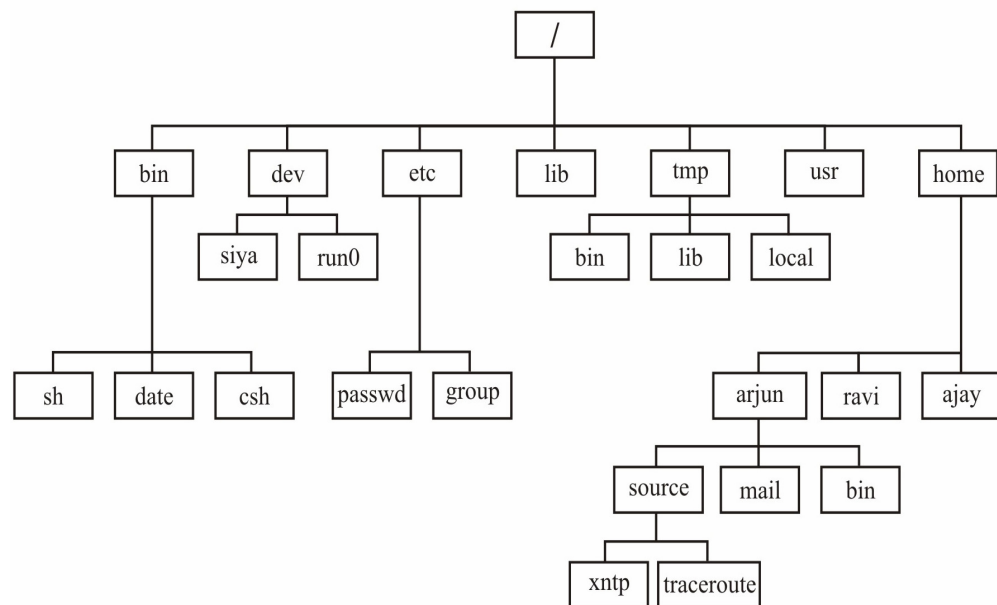 /
bin dev etc lib tmp usr home
siya run0 bin lib local
sh date csh passwd group arjun ravi ajay
source mail bin
xntp traceroute